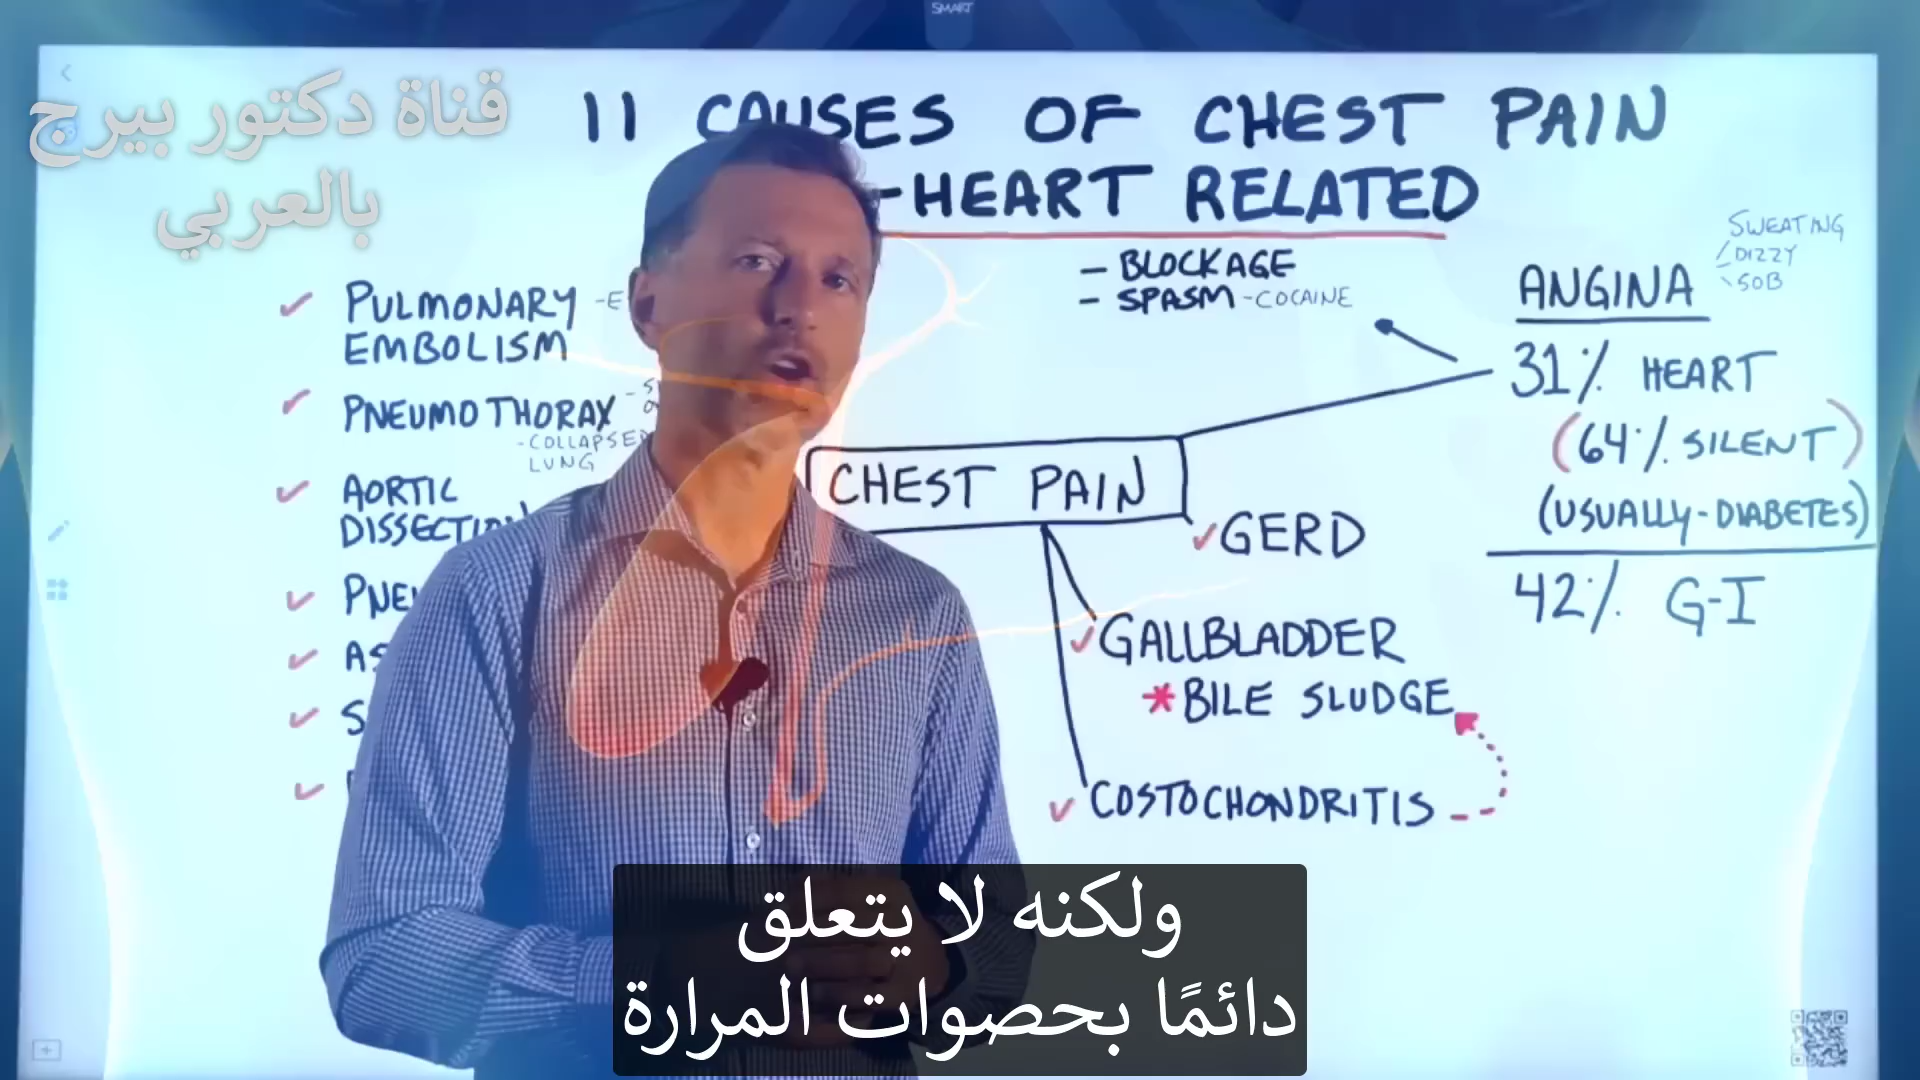 SMART
قناة دكتور بيرج
بالعربي
11 CAUSES OF CHEST PAIN
-HEART RELATED
PULMONARY
EMBOLISM
PNEUMOTHORAX
-COLLAPSED
LUNG
AORTIC
DISSECTION
- BLOCKAGE
- SPASM -COCAINE
SWEATING
DIZZY
SOB
ANGINA
31% HEART
(64% SILENT)
(USUALLY-DIABETES)
42% G-I
CHEST PAIN
GERD
GALLBLADDER
* BILE SLUDGE
COSTOCHONDRITIS
ولكنه لا يتعلق
دائمًا بحصوات المرارة